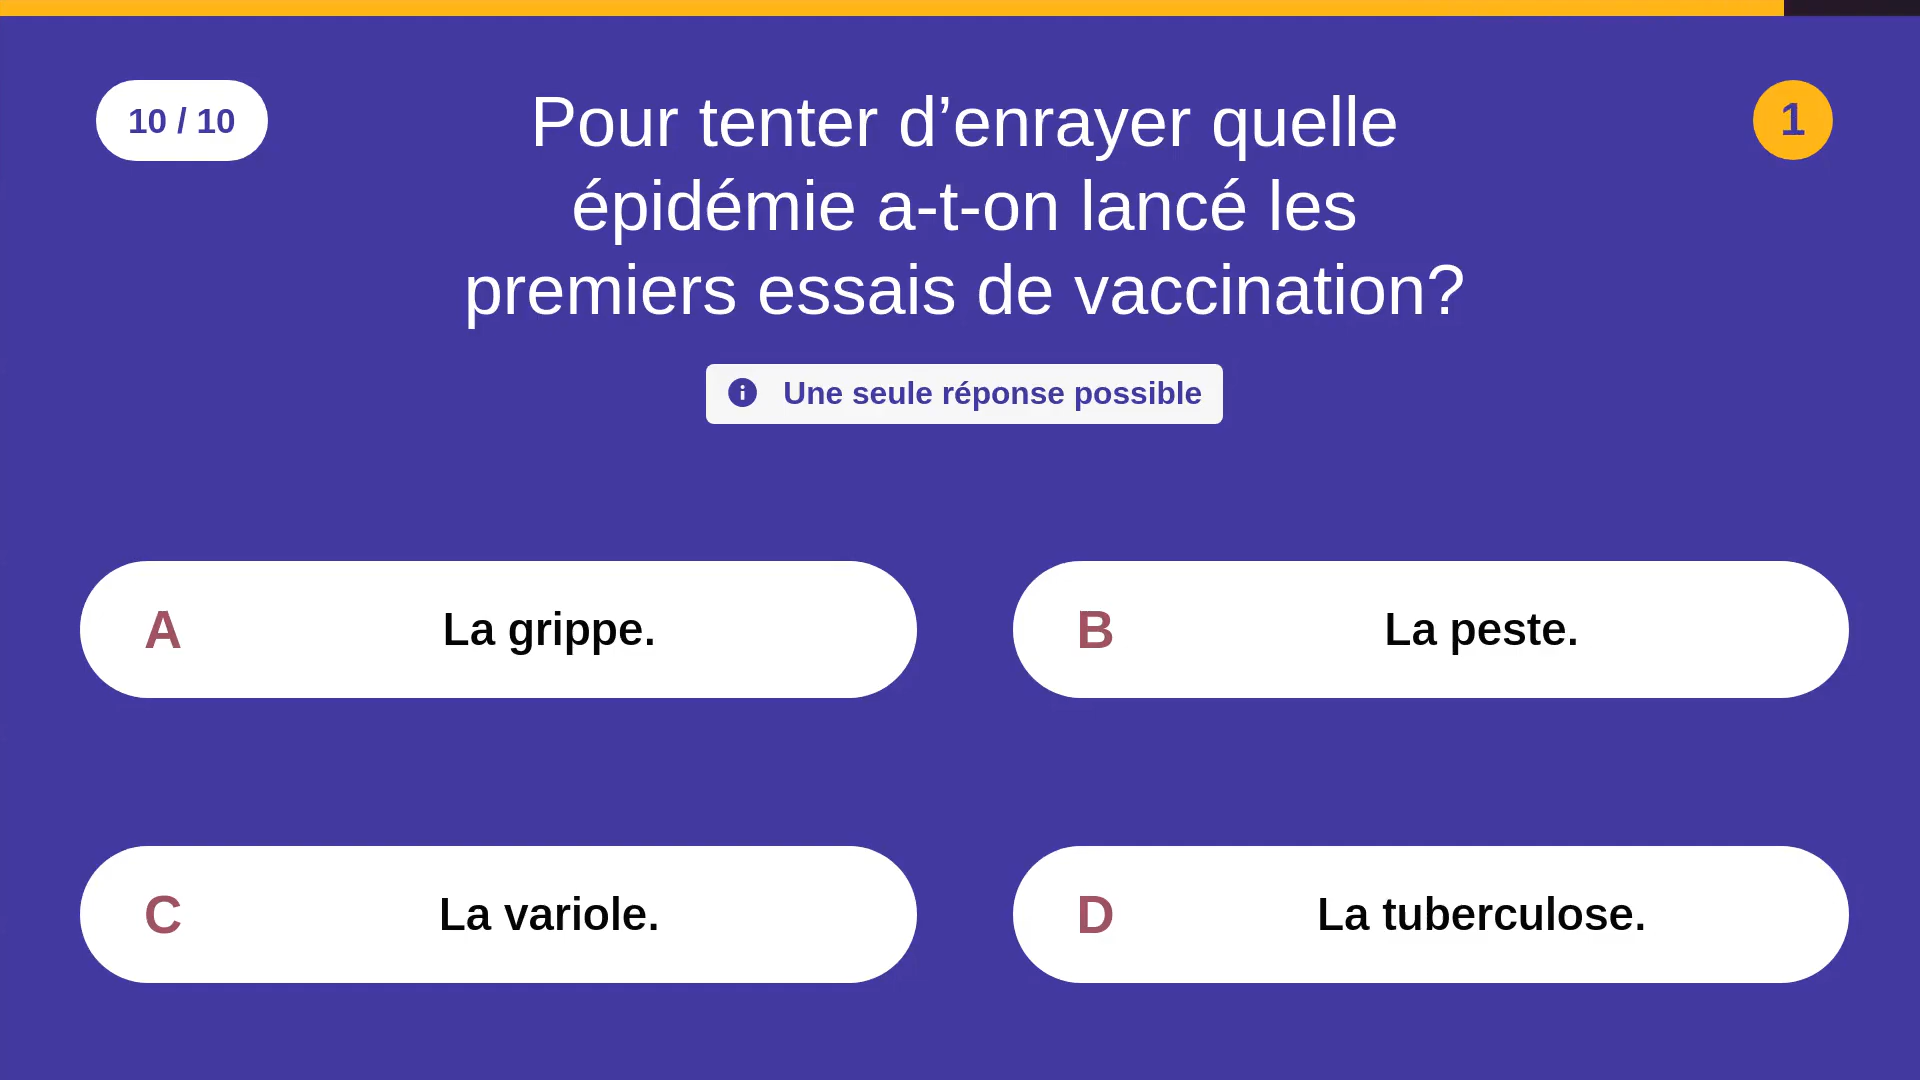 10 / 10
Pour tenter d’enrayer quelle
épidémie a-t-on lancé les
premiers essais de vaccination?
1
Une seule réponse possible
A La grippe.
B La peste.
C La variole.
D La tuberculose.